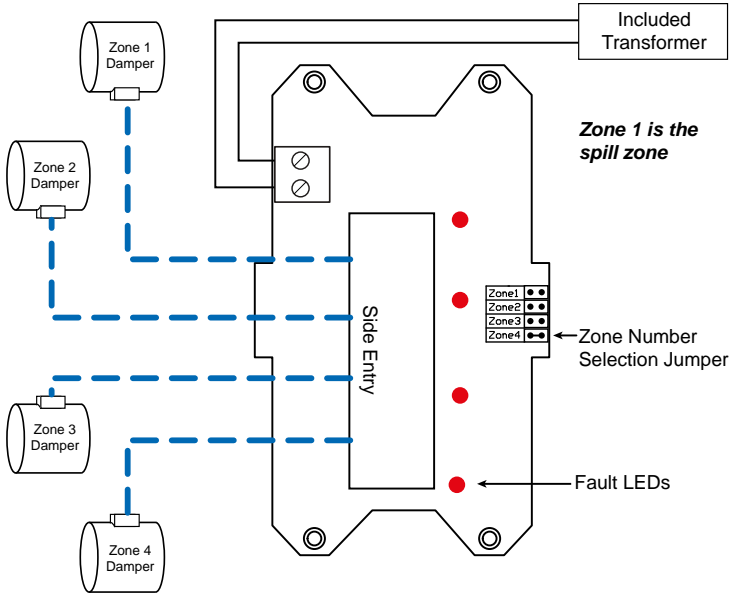 Included
Transformer
Zone 1
Damper
Zone 1 is the
spill zone
Zone 2
Damper
Side Entry
Zone1
Zone2
Zone3
Zone4
Zone Number
Selection Jumper
Zone 3
Damper
Fault LEDs
Zone 4
Damper